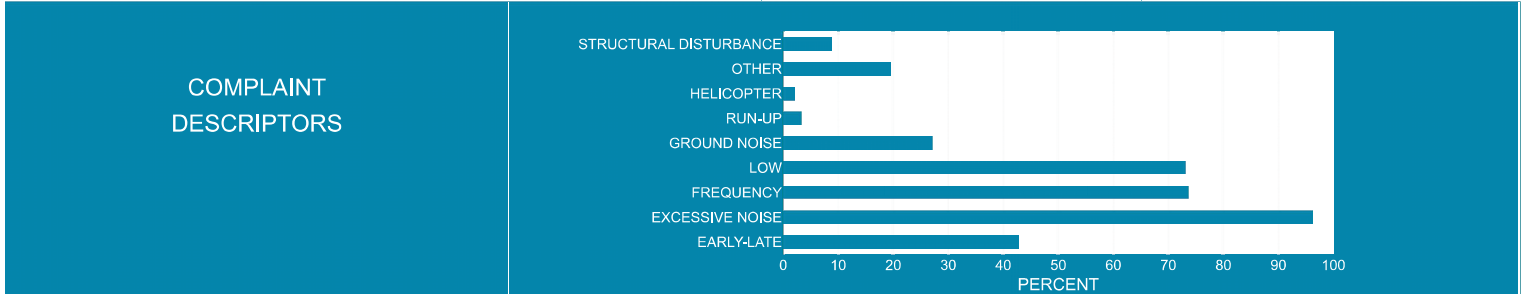 COMPLAINT
DESCRIPTORS
STRUCTURAL DISTURBANCE
OTHER
HELICOPTER
RUN-UP
GROUND NOISE
LOW
FREQUENCY
EXCESSIVE NOISE
EARLY-LATE
0 10 20 30 40 50 60 70 80 90 100
PERCENT